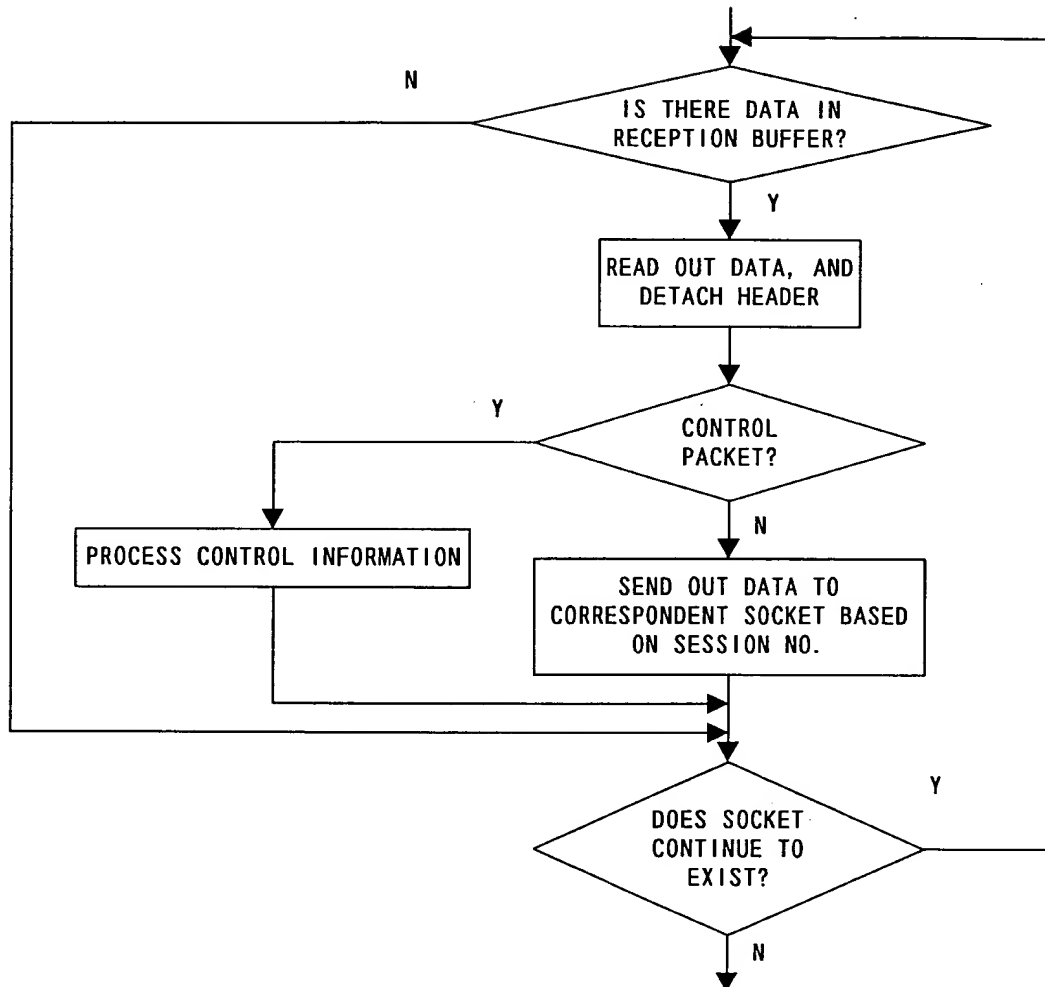 N
IS THERE DATA IN
RECEPTION BUFFER?
Y
READ OUT DATA, AND
DETACH HEADER
Y
CONTROL
PACKET?
N
PROCESS CONTROL INFORMATION
SEND OUT DATA TO
CORRESPONDENT SOCKET BASED
ON SESSION NO.
Y
DOES SOCKET
CONTINUE TO
EXIST?
N